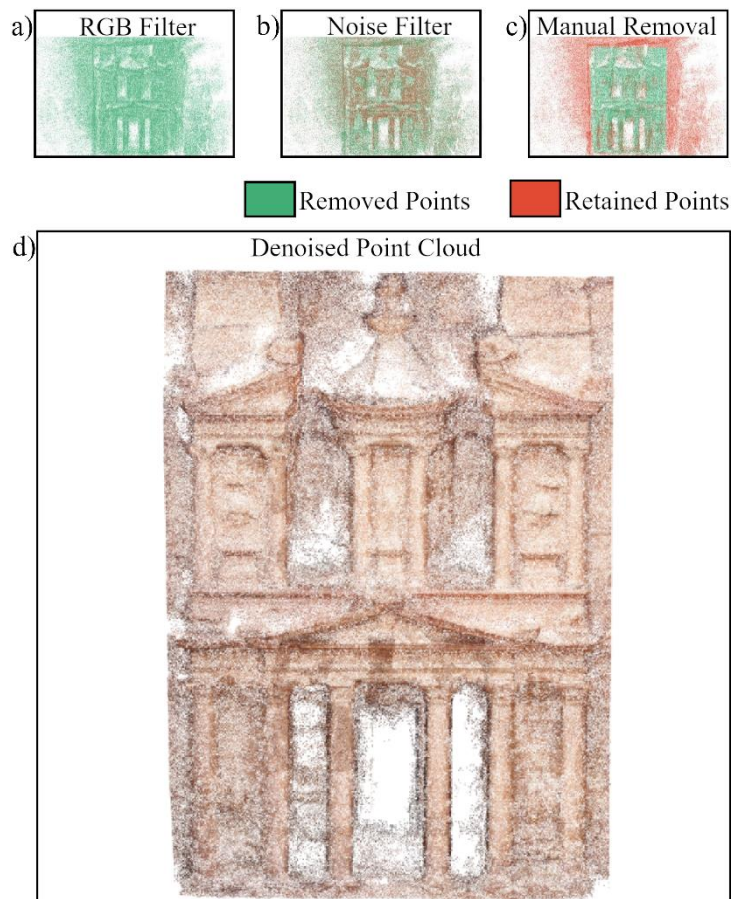 a) RGB Filter b) Noise Filter c) Manual Removal
Removed Points Retained Points
d) Denoised Point Cloud